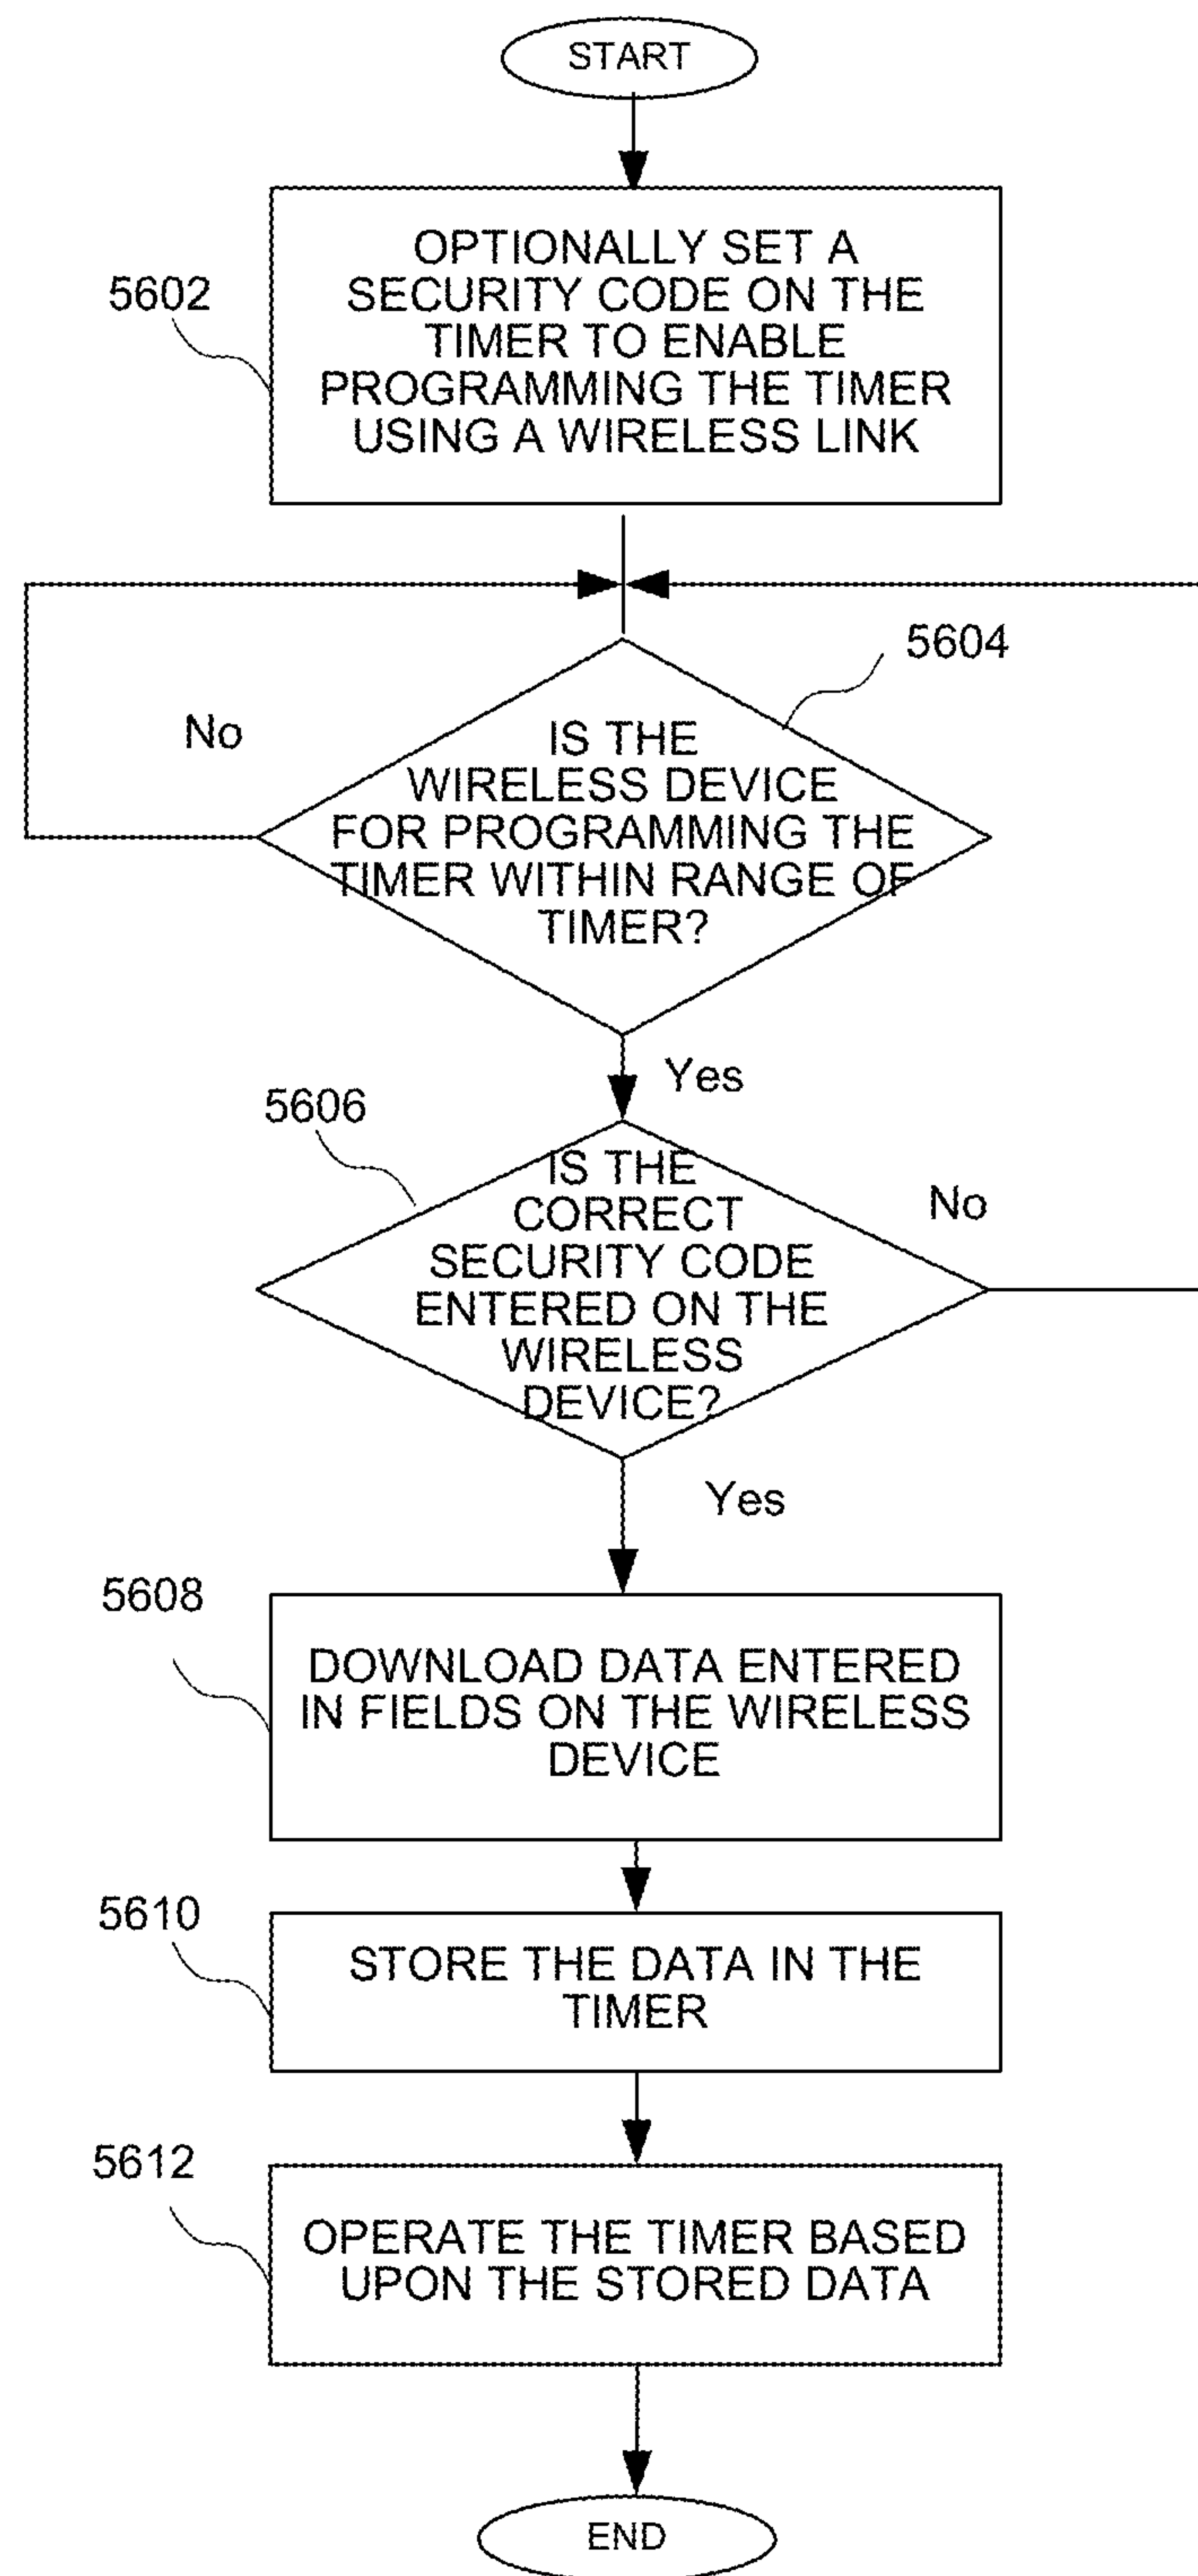 START
5602
OPTIONALLY SET A
SECURITY CODE ON THE
TIMER TO ENABLE
PROGRAMMING THE TIMER
USING A WIRELESS LINK
5604
No
IS THE
WIRELESS DEVICE
FOR PROGRAMMING THE
TIMER WITHIN RANGE OF
TIMER?
Yes
5606
IS THE
CORRECT
SECURITY CODE
ENTERED ON THE
WIRELESS
DEVICE?
No
Yes
5608
DOWNLOAD DATA ENTERED
IN FIELDS ON THE WIRELESS
DEVICE
5610
STORE THE DATA IN THE
TIMER
5612
OPERATE THE TIMER BASED
UPON THE STORED DATA
END